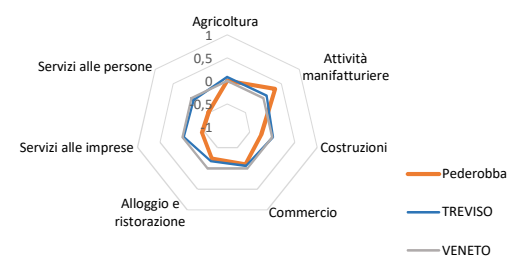 Agricoltura
1
0,5
0
-0,5
-1
Attività
manifatturiere
Costruzioni
Commercio
Alloggio e
ristorazione
Servizi alle imprese
Servizi alle persone
Pederobba
TREVISO
VENETO